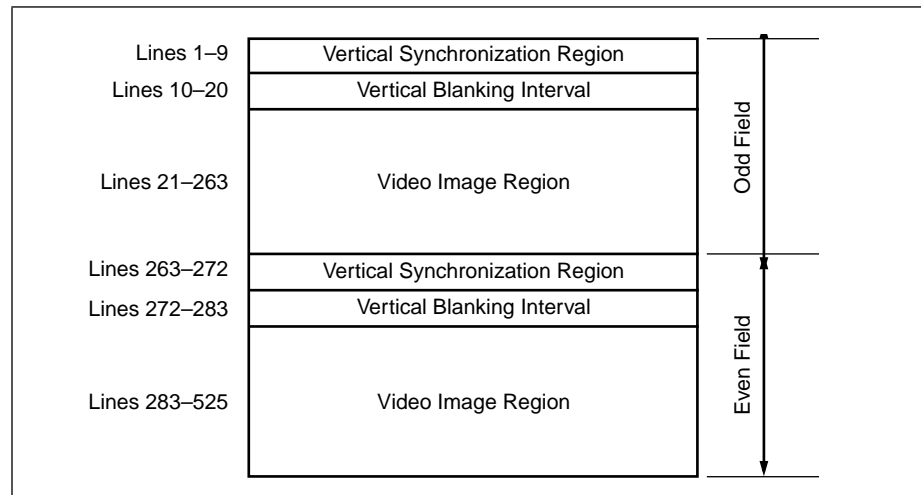 Lines 1–9 Vertical Synchronization Region
Lines 10–20 Vertical Blanking Interval
Lines 21–263 Video Image Region
Odd Field
Lines 263–272 Vertical Synchronization Region
Lines 272–283 Vertical Blanking Interval
Lines 283–525 Video Image Region
Even Field